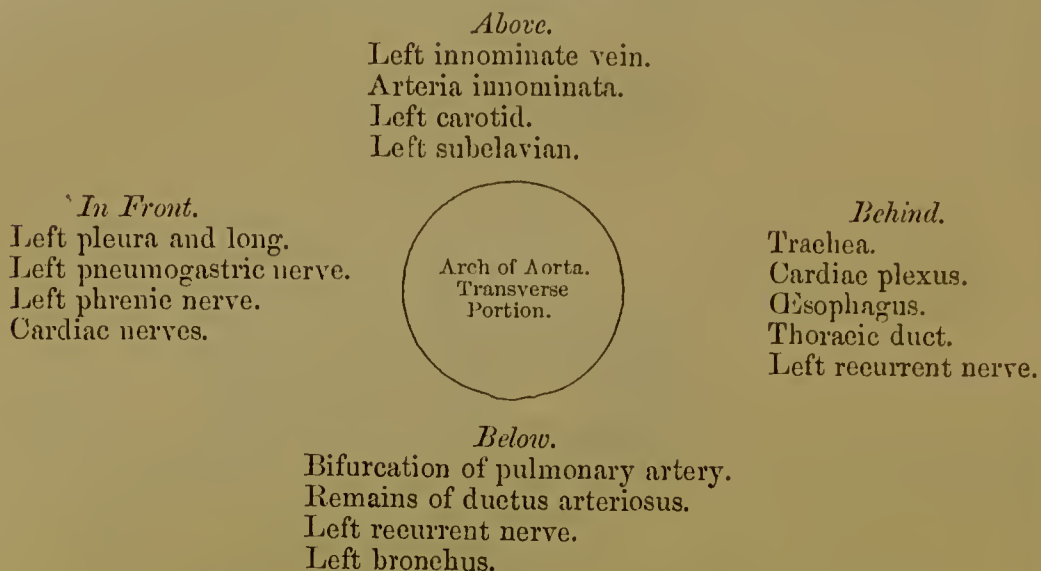 Above.
Left innominate vein.
Arteria innominata.
Left carotid.
Left subclavian.
In Front.
Left pleura and long.
Left pneumogastric nerve.
Left phrenic nerve.
Cardiac nerves.
Arch of Aorta.
Transverse
Portion.
Behind.
Trachea.
Cardiac plexus.
Œsophagus.
Thoracic duct.
Left recurrent nerve.
Below.
Bifurcation of pulmonary artery.
Remains of ductus arteriosus.
Left recurrent nerve.
Left bronchus.